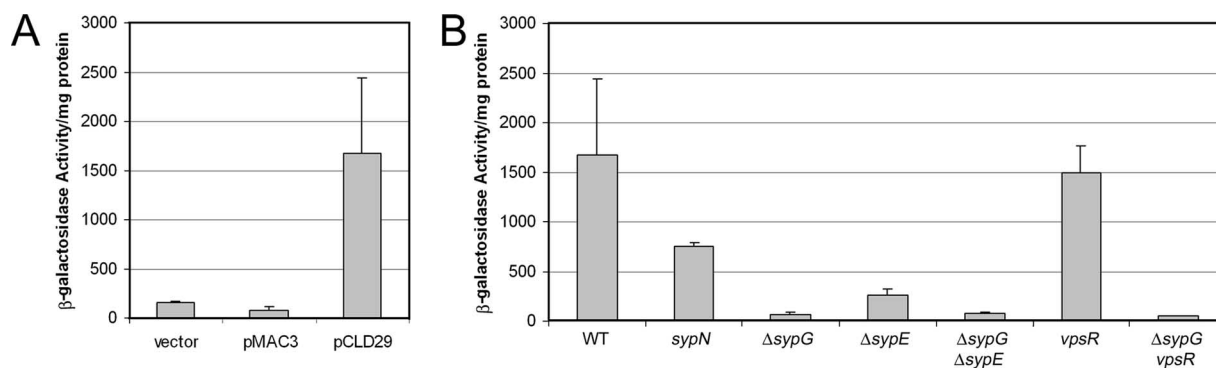 A
β-galactosidase Activity/mg protein
3000
2500
2000
1500
1000
500
0
vector pMAC3 pCLD29
B
β-galactosidase Activity/mg protein
3000
2500
2000
1500
1000
500
0
WT sypN ΔsypG ΔsypE ΔsypG vpsR ΔsypG
ΔsypE vpsR